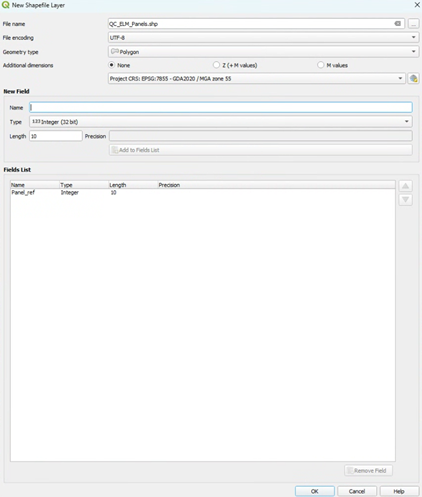 New Shapefile Layer
File name QC_ELM_Panels.shp ...
File encoding UTF-8
Geometry type Polygon
Additional dimensions None Z (+ M values) M values
Project CRS: EPSG:7855 - GDA2020 / MGA zone 55
New Field
Name
Type 123 Integer (32 bit)
Length 10 Precision
Add to Fields List
Fields List
Name Type Length Precision
Panel_ref Integer 10
Remove Field
OK Cancel Help